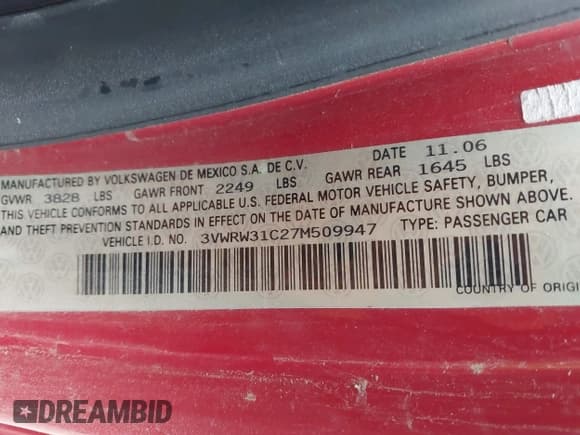 MANUFACTURED BY VOLKSWAGEN DE MEXICO S.A. DE C.V. DATE 11.06
GVWR 3828 LBS GAWR FRONT 2249 LBS GAWR REAR 1645 LBS
THIS VEHICLE CONFORMS TO ALL APPLICABLE U.S. FEDERAL MOTOR VEHICLE SAFETY, BUMPER,
AND THEFT PREVENTION STANDARDS IN EFFECT ON THE DATE OF MANUFACTURE SHOWN ABOVE.
VEHICLE I.D. NO. 3VWRW31C27M509947 TYPE: PASSENGER CAR
COUNTRY OF ORIGI
DREAMBID